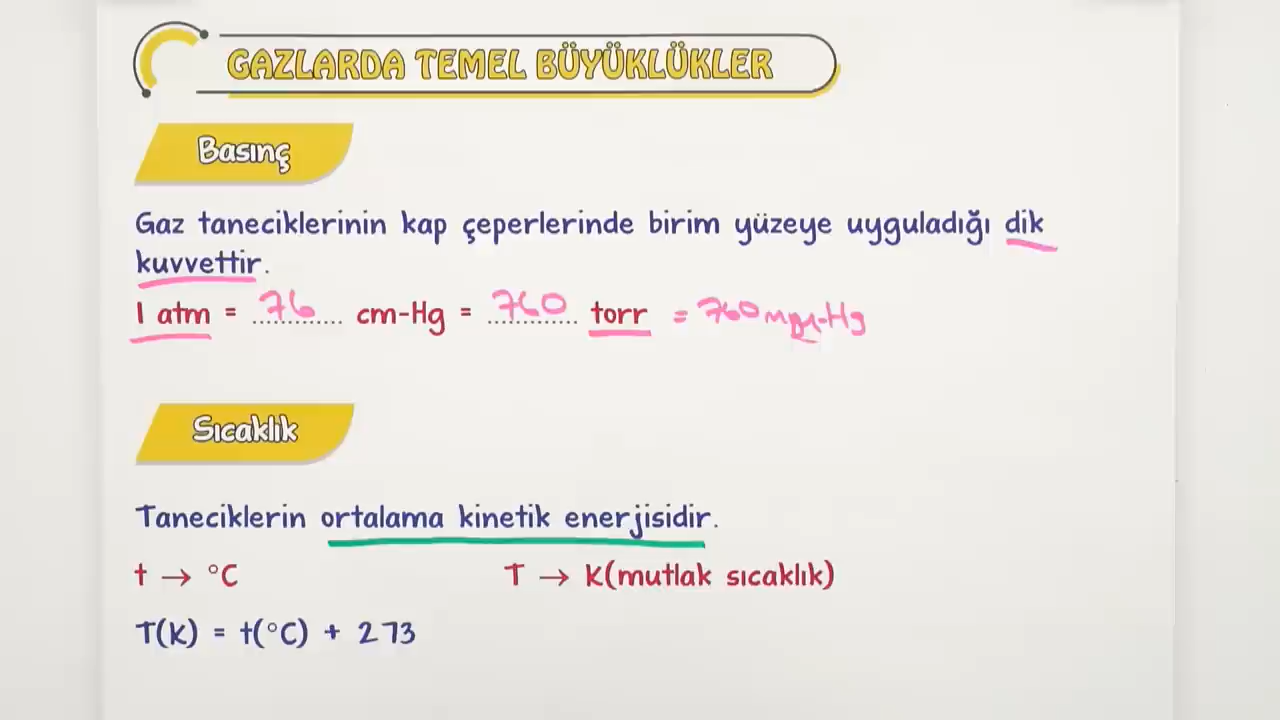 GAZLARDA TEMEL BÜYÜKLÜKLER
Basınç
Gaz taneciklerinin kap çeperlerinde birim yüzeye uyguladığı dik
kuvvettir.
1 atm = ...76... cm-Hg = ...760... torr = 760 mm-Hg
Sıcaklık
Taneciklerin ortalama kinetik enerjisidir.
t → °C T → K(mutlak sıcaklık)
T(K) = t(°C) + 273